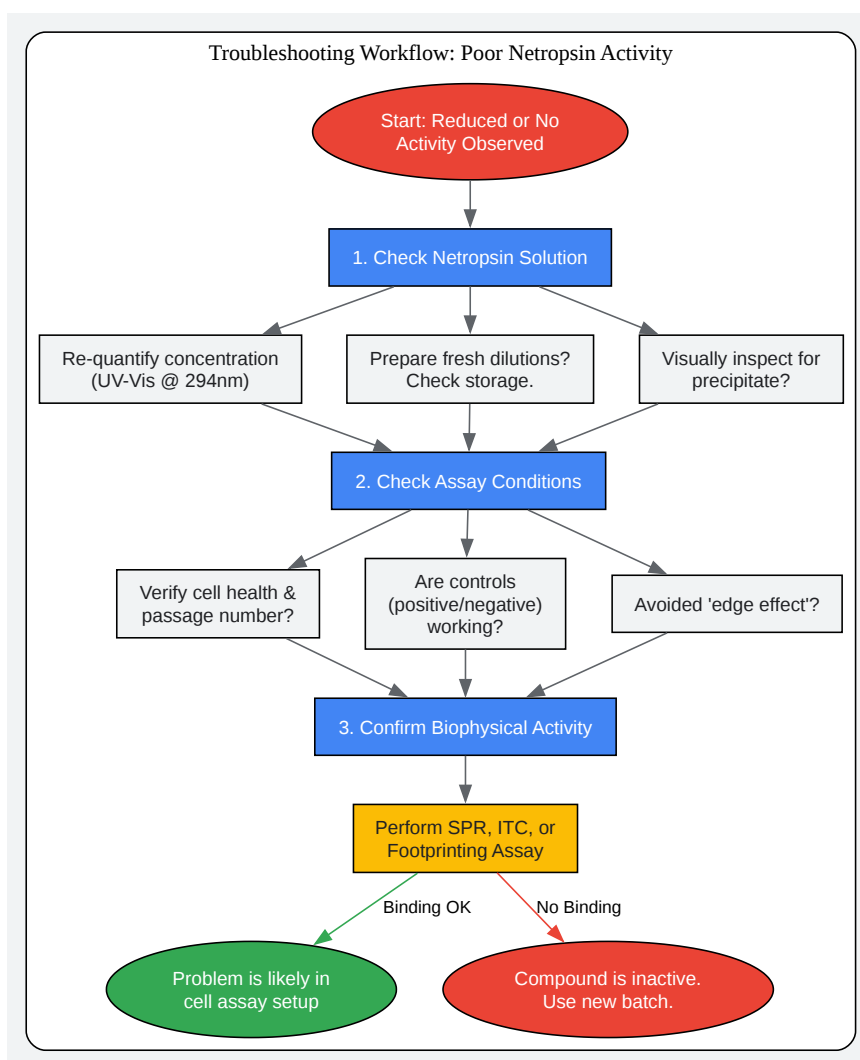 Troubleshooting Workflow: Poor Netropsin Activity
Start: Reduced or No
Activity Observed
1. Check Netropsin Solution
Re-quantify concentration
(UV-Vis @ 294nm)
Prepare fresh dilutions?
Check storage.
Visually inspect for
precipitate?
2. Check Assay Conditions
Verify cell health &
passage number?
Are controls
(positive/negative)
working?
Avoided 'edge effect'?
3. Confirm Biophysical Activity
Perform SPR, ITC, or
Footprinting Assay
Binding OK
No Binding
Problem is likely in
cell assay setup
Compound is inactive.
Use new batch.